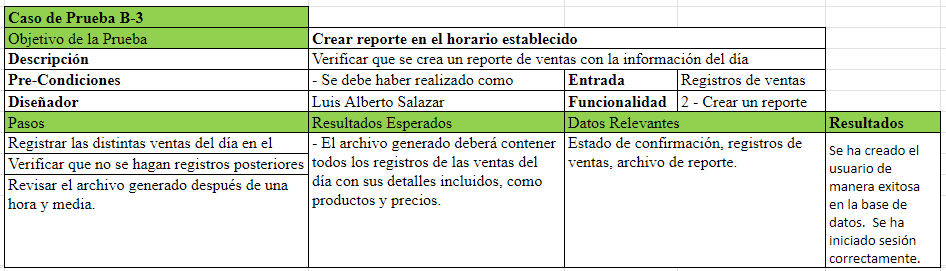 Caso de Prueba B-3
Objetivo de la Prueba Crear reporte en el horario establecido
Descripción Verificar que se crea un reporte de ventas con la información del día
Pre-Condiciones - Se debe haber realizado como Entrada Registros de ventas
Diseñador Luis Alberto Salazar Funcionalidad 2 - Crear un reporte
Pasos Resultados Esperados Datos Relevantes Resultados
Registrar las distintas ventas del día en el
Verificar que no se hagan registros posteriores
Revisar el archivo generado después de una
hora y media.
- El archivo generado deberá contener
todos los registros de las ventas del
día con sus detalles incluidos, como
productos y precios.
Estado de confirmación, registros de
ventas, archivo de reporte.
Se ha creado el
usuario de
manera exitosa
en la base de
datos. Se ha
iniciado sesión
correctamente.